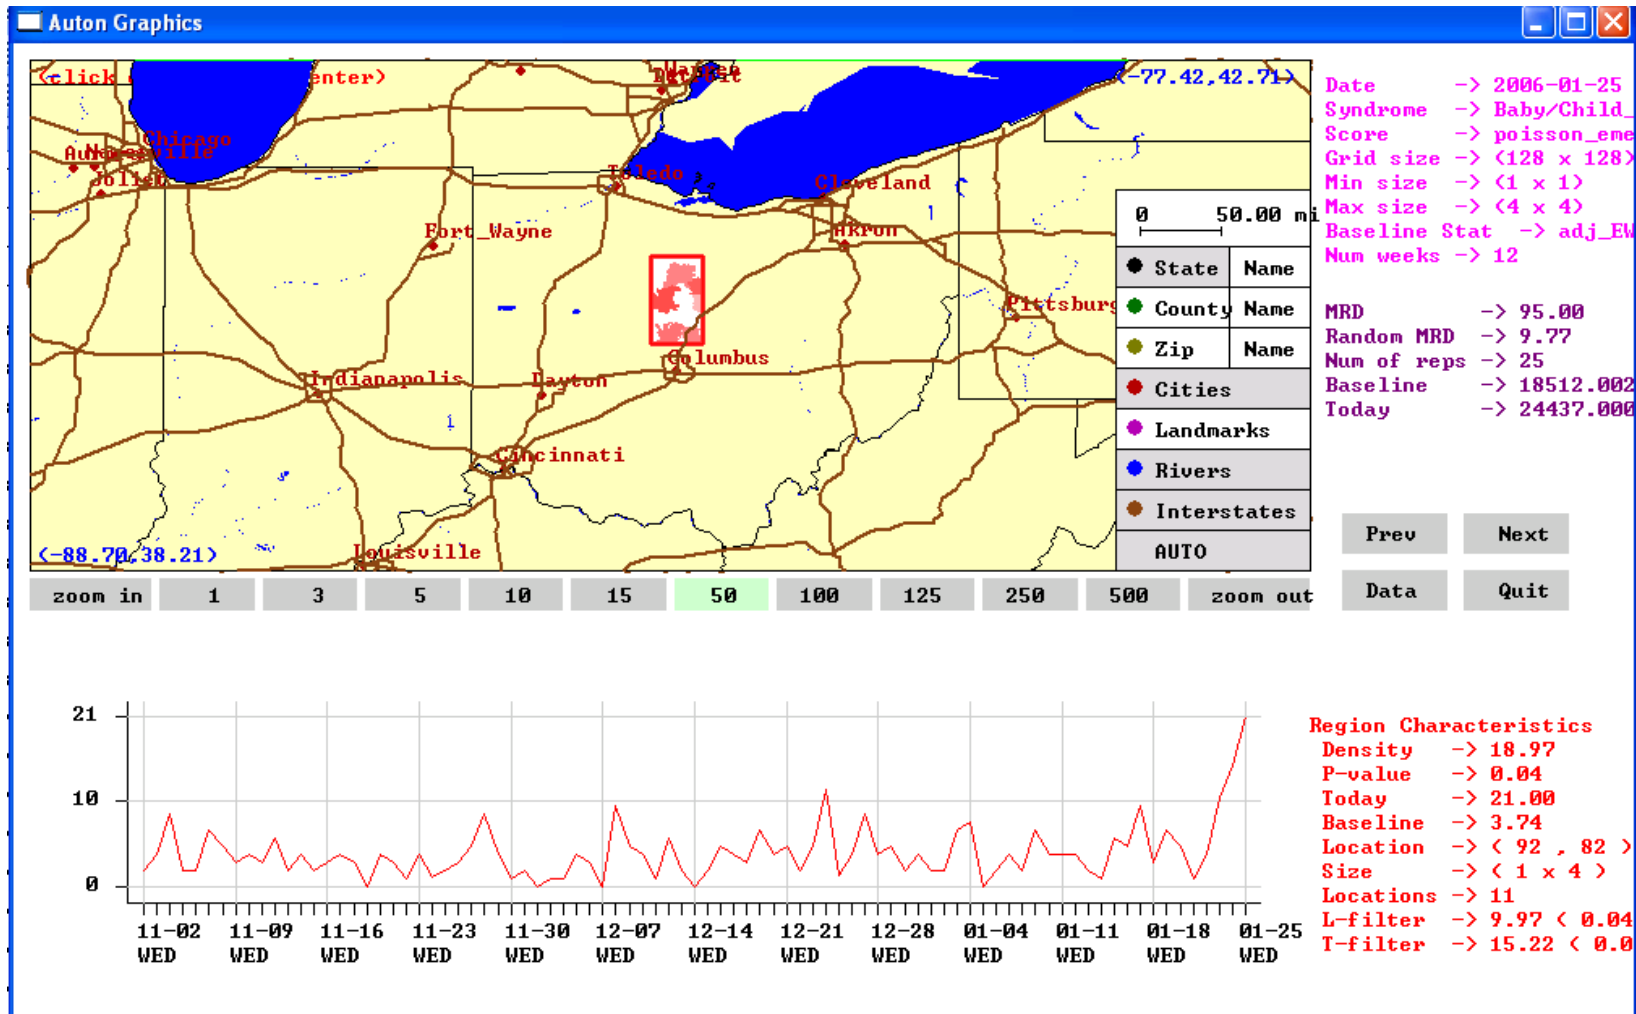 Auton Graphics
(click enter)
Warren
(-77.42,42.71)
Chicago
Joliet
Toledo
Cleveland
Fort_Wayne
Akron
Pittsburg
Columbus
Indianapolis
Dayton
Cincinnati
Louisville
(-88.70,38.21)
0 50.00 mi
State Name
County Name
Zip Name
Cities
Landmarks
Rivers
Interstates
AUTO
zoom in 1 3 5 10 15 50 100 125 250 500 zoom out
Date -> 2006-01-25
Syndrome -> Baby/Child_
Score -> poisson_eme
Grid size -> (128 x 128)
Min size -> (1 x 1)
Max size -> (4 x 4)
Baseline Stat -> adj_EW
Num weeks -> 12
MRD -> 95.00
Random MRD -> 9.77
Num of reps -> 25
Baseline -> 18512.002
Today -> 24437.000
Prev Next
Data Quit
21
10
0
11-02 11-09 11-16 11-23 11-30 12-07 12-14 12-21 12-28 01-04 01-11 01-18 01-25
WED WED WED WED WED WED WED WED WED WED WED WED WED
Region Characteristics
Density -> 18.97
P-value -> 0.04
Today -> 21.00
Baseline -> 3.74
Location -> ( 92 , 82 )
Size -> ( 1 x 4 )
Locations -> 11
L-filter -> 9.97 ( 0.04
T-filter -> 15.22 ( 0.0